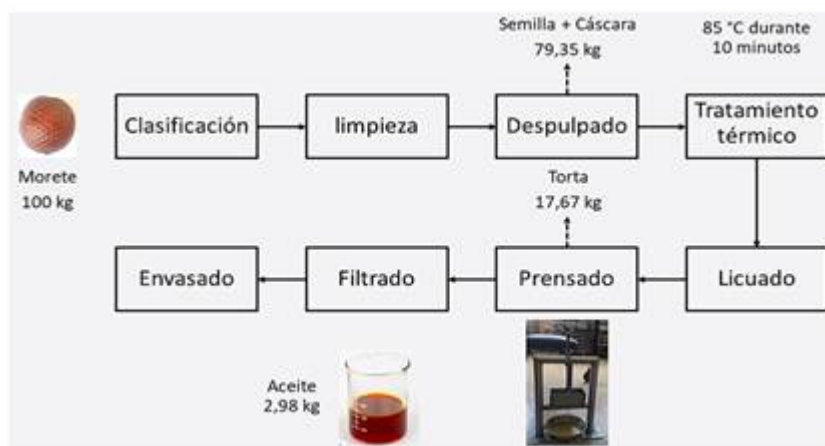 Semilla + Cáscara
79,35 kg
85 °C durante
10 minutos
Clasificación
limpieza
Despulpado
Tratamiento
térmico
Morete
100 kg
Torta
17,67 kg
Envasado
Filtrado
Prensado
Licuado
Aceite
2,98 kg